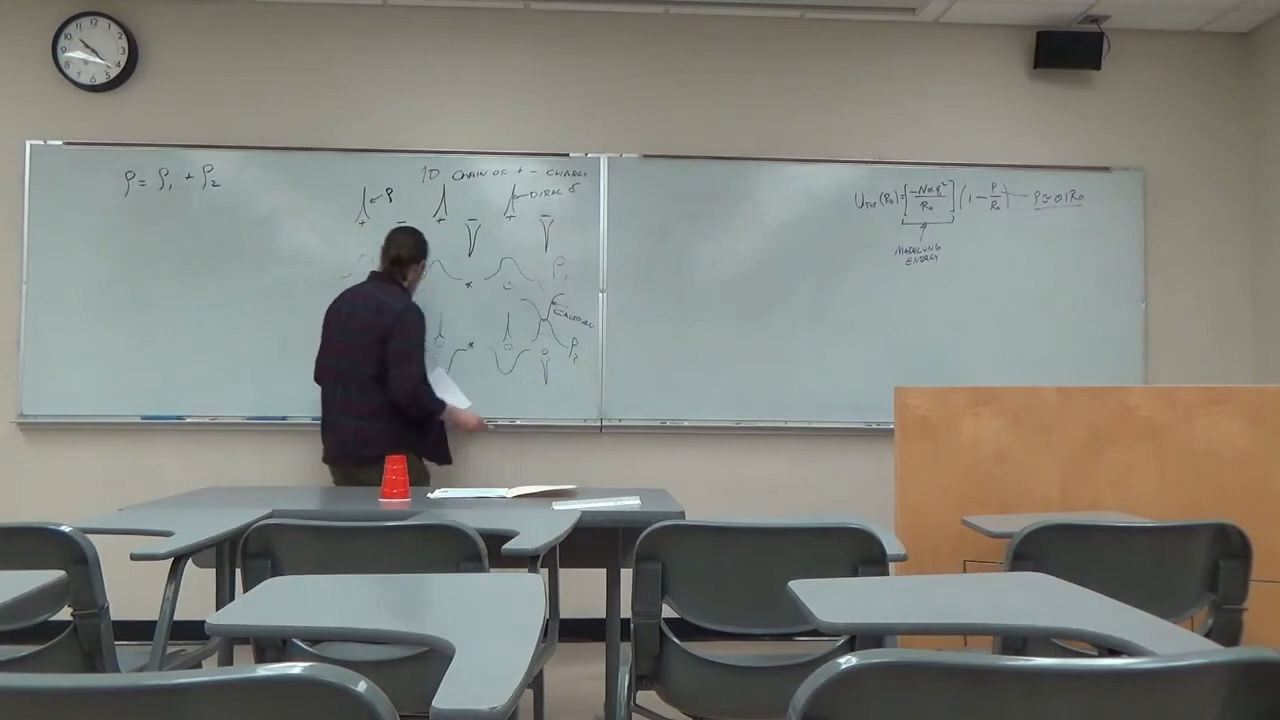 ρ = ρ₁ + ρ₂
1D CHAIN OF + - CHARGE
ρ
DIRAC δ
+ - + - + -
ρ₁
GAUSSIAN
ρ₂
U_TOT(R₀) = [-Nαq²/R₀] (1 - ρ/R₀) ρ ≈ 0.1R₀
MADELUNG
ENERGY